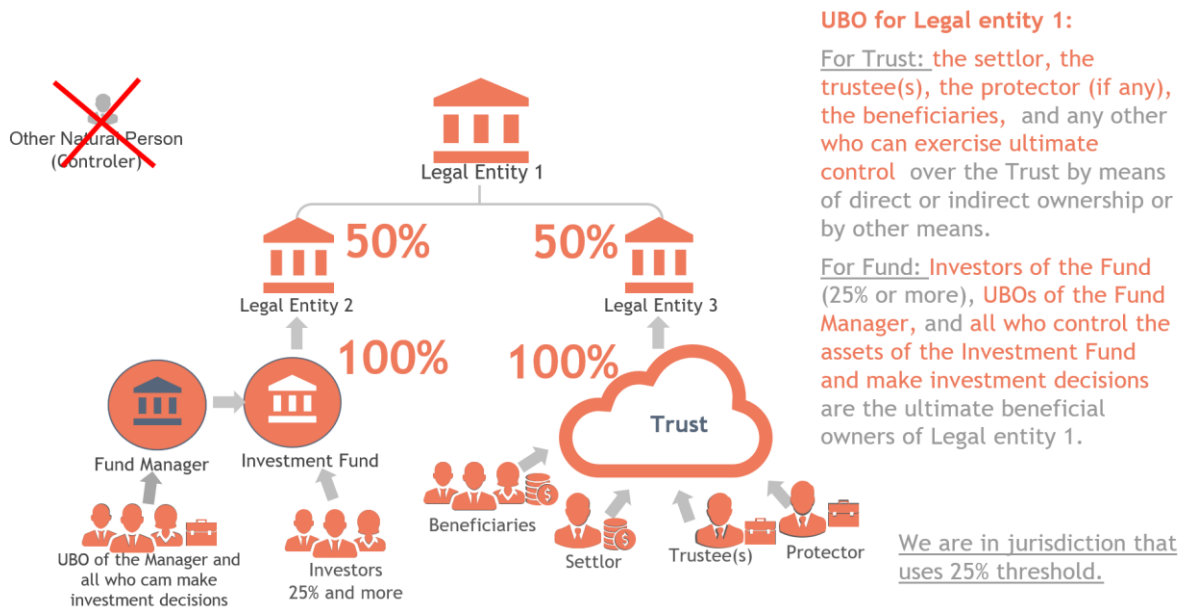 UBO for Legal entity 1:
For Trust: the settlor, the
trustee(s), the protector (if any),
the beneficiaries, and any other
who can exercise ultimate
control over the Trust by means
of direct or indirect ownership or
by other means.
For Fund: Investors of the Fund
(25% or more), UBOs of the Fund
Manager, and all who control the
assets of the Investment Fund
and make investment decisions
are the ultimate beneficial
owners of Legal entity 1.
We are in jurisdiction that
uses 25% threshold.
Other Natural Person
(Controler)
Legal Entity 1
50%
50%
Legal Entity 2
Legal Entity 3
100%
100%
Trust
Fund Manager
Investment Fund
Beneficiaries
Settlor
Trustee(s)
Protector
UBO of the Manager and
all who cam make
investment decisions
Investors
25% and more
$
$